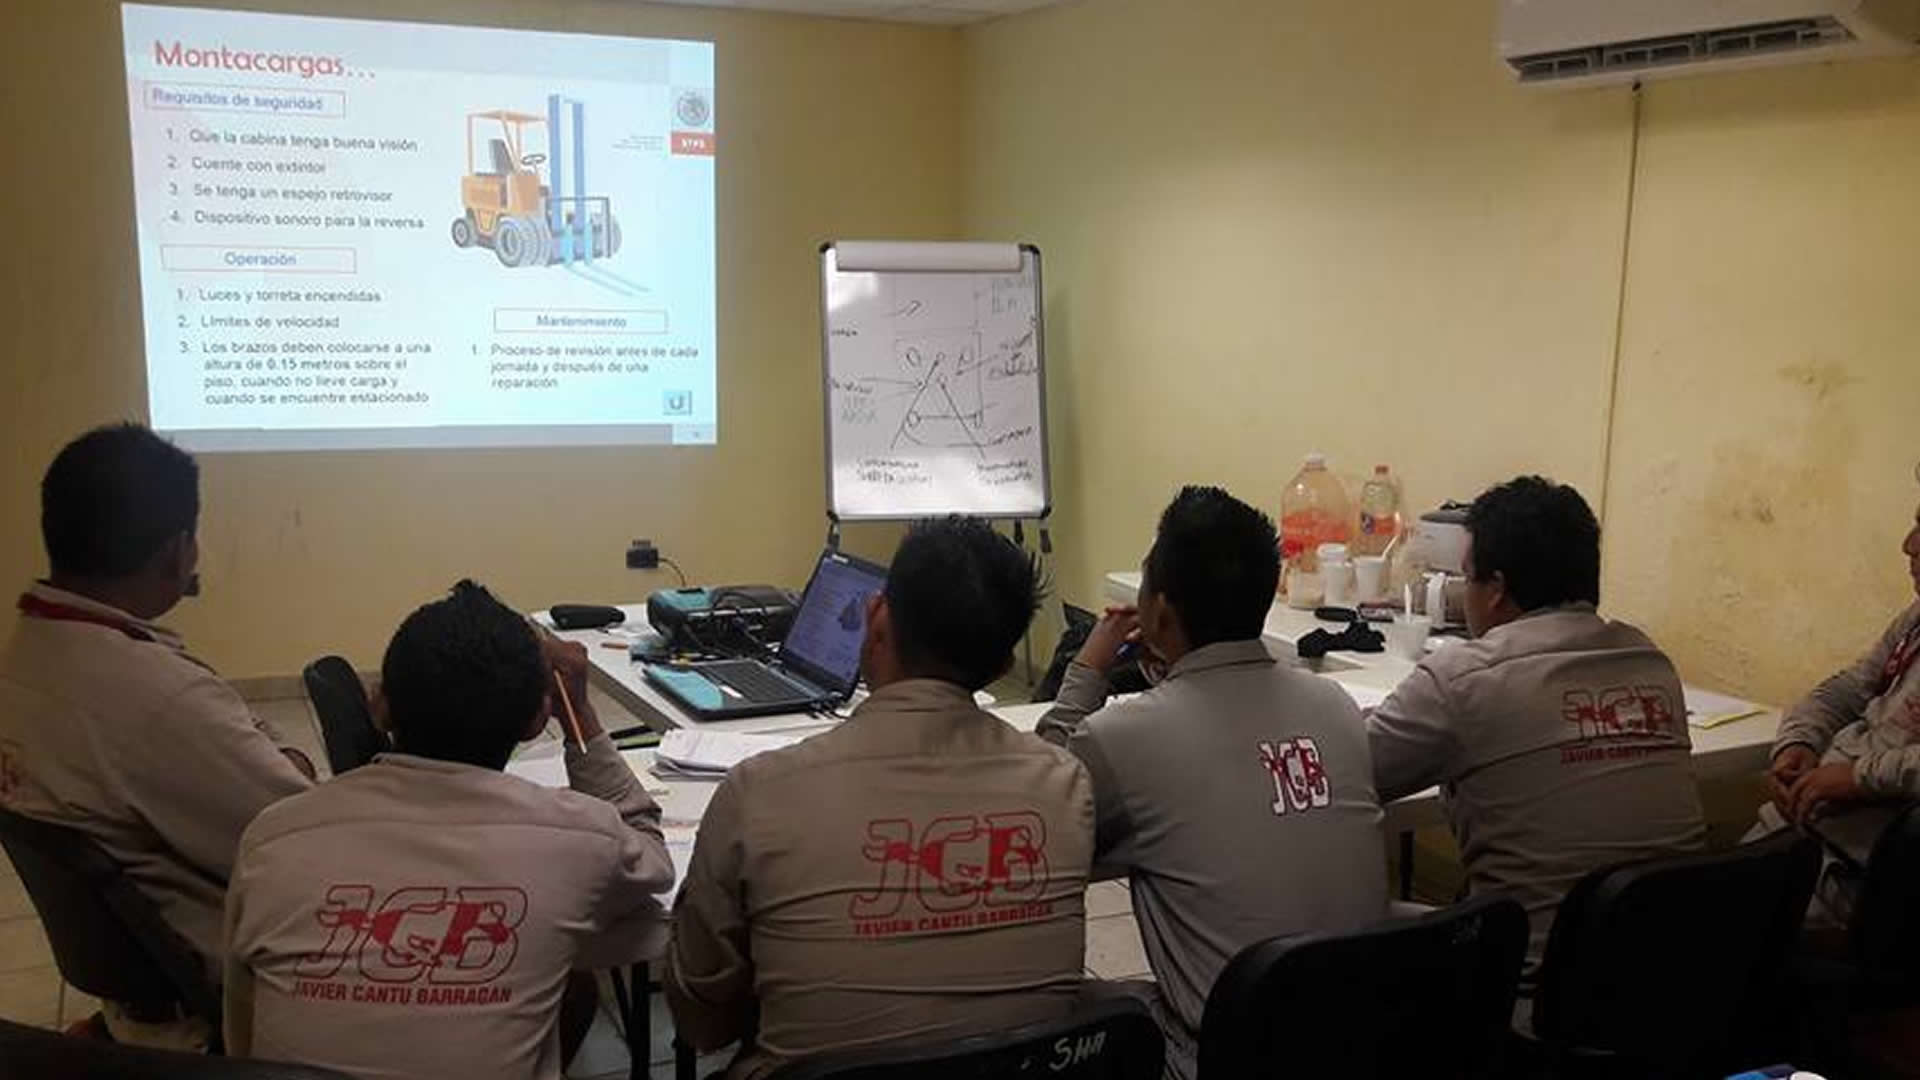 Montacargas...
Requisitos de seguridad
1. Que la cabina tenga buena visión
2. Cuente con extintor
3. Se tenga un espejo retrovisor
4. Dispositivo sonoro para la reversa
Operación
1. Luces y torreta encendidas
2. Límites de velocidad
3. Los brazos deben colocarse a una
altura de 0.15 metros sobre el
piso, cuando no lleve carga y
cuando se encuentre estacionado
Mantenimiento
1. Proceso de revisión antes de cada
jornada y después de una
reparación
STPS
JCB
JAVIER CANTU BARRAGAN
JCB
JAVIER CANTU BARRAGAN
JCB
JCB
JAVIER CANTU
SHA